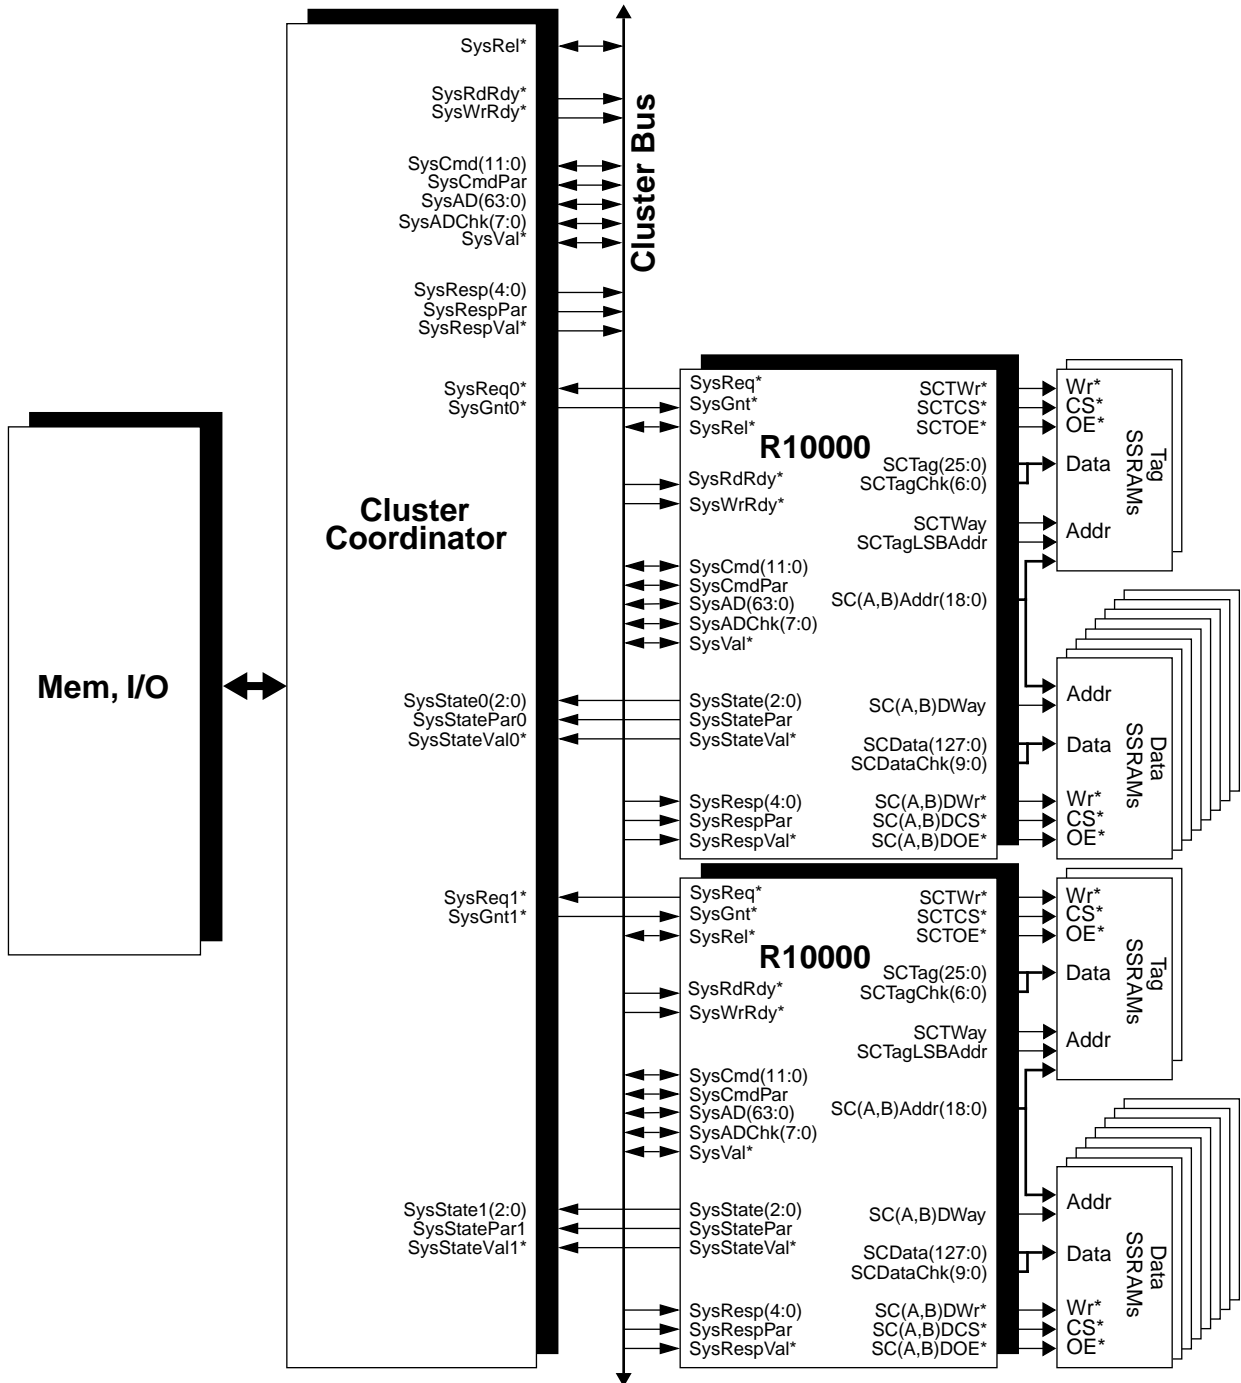 SysRel*
SysRdRdy*
SysWrRdy*
SysCmd(11:0)
SysCmdPar
SysAD(63:0)
SysADChk(7:0)
SysVal*
SysResp(4:0)
SysRespPar
SysRespVal*
SysReq0*
SysGnt0*
Cluster
Coordinator
SysState0(2:0)
SysStatePar0
SysStateVal0*
SysReq1*
SysGnt1*
SysState1(2:0)
SysStatePar1
SysStateVal1*
Mem, I/O
Cluster Bus
SysReq*
SysGnt*
SysRel*
R10000
SysRdRdy*
SysWrRdy*
SysCmd(11:0)
SysCmdPar
SysAD(63:0)
SysADChk(7:0)
SysVal*
SysState(2:0)
SysStatePar
SysStateVal*
SysResp(4:0)
SysRespPar
SysRespVal*
SCTWr*
SCTCS*
SCTOE*
SCTag(25:0)
SCTagChk(6:0)
SCTWay
SCTagLSBAddr
SC(A,B)Addr(18:0)
SC(A,B)DWay
SCData(127:0)
SCDataChk(9:0)
SC(A,B)DWr*
SC(A,B)DCS*
SC(A,B)DOE*
Wr*
CS*
OE*
Data
Addr
Tag
SSRAMs
Addr
Data
Wr*
CS*
OE*
Data
SSRAMs
SysReq*
SysGnt*
SysRel*
R10000
SysRdRdy*
SysWrRdy*
SysCmd(11:0)
SysCmdPar
SysAD(63:0)
SysADChk(7:0)
SysVal*
SysState(2:0)
SysStatePar
SysStateVal*
SysResp(4:0)
SysRespPar
SysRespVal*
SCTWr*
SCTCS*
SCTOE*
SCTag(25:0)
SCTagChk(6:0)
SCTWay
SCTagLSBAddr
SC(A,B)Addr(18:0)
SC(A,B)DWay
SCData(127:0)
SCDataChk(9:0)
SC(A,B)DWr*
SC(A,B)DCS*
SC(A,B)DOE*
Wr*
CS*
OE*
Data
Addr
Tag
SSRAMs
Addr
Data
Wr*
CS*
OE*
Data
SSRAMs